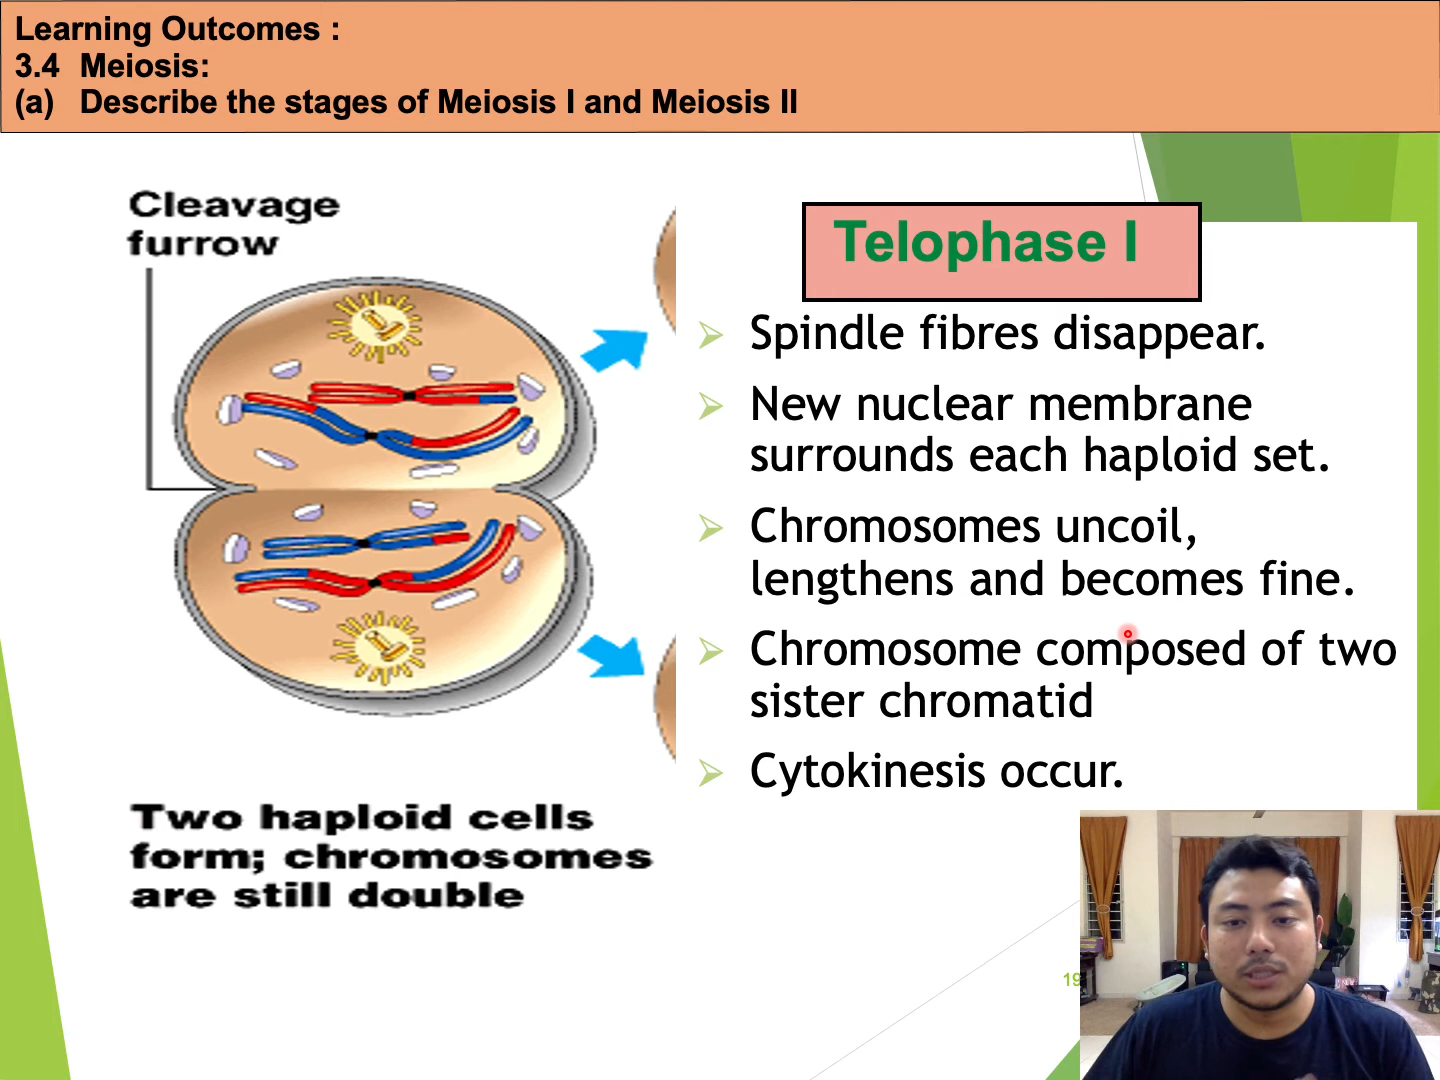 Learning Outcomes :
3.4 Meiosis:
(a) Describe the stages of Meiosis I and Meiosis II
Cleavage
furrow
Two haploid cells
form; chromosomes
are still double
Telophase I
Spindle fibres disappear.
New nuclear membrane
surrounds each haploid set.
Chromosomes uncoil,
lengthens and becomes fine.
Chromosome composed of two
sister chromatid
Cytokinesis occur.
19